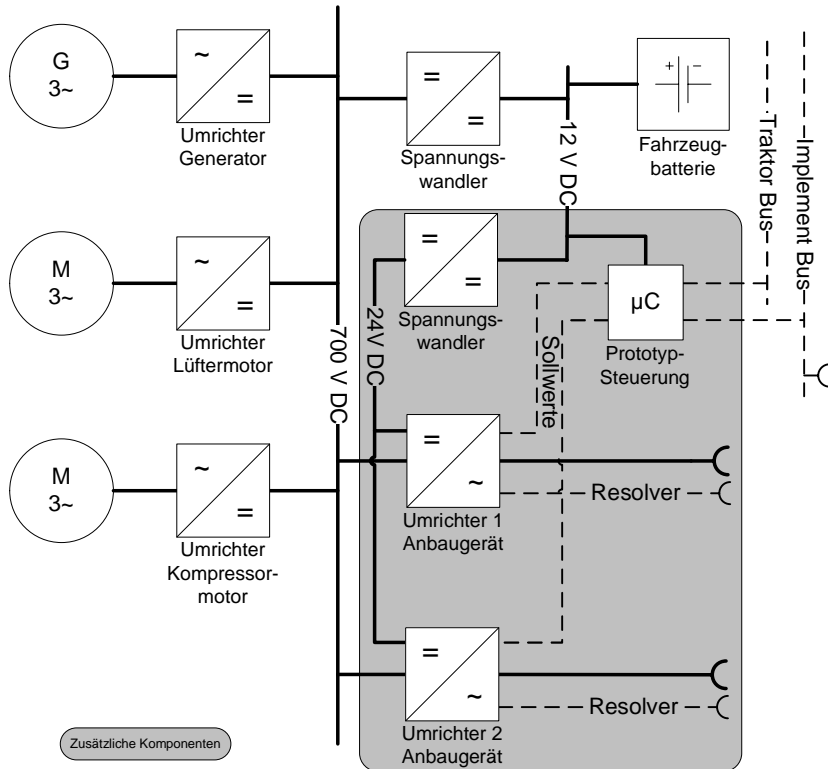 G
3~
~
=
Umrichter
Generator
=
=
Spannungs-
wandler
12 V DC
+ -
Fahrzeug-
batterie
Traktor Bus
Implement Bus
M
3~
~
=
Umrichter
Lüftermotor
700 V DC
=
=
Spannungs-
wandler
24V DC
Sollwerte
µC
Prototyp-
Steuerung
M
3~
~
=
Umrichter
Kompressor-
motor
=
~
Umrichter 1
Anbaugerät
Resolver
=
~
Umrichter 2
Anbaugerät
Resolver
Zusätzliche Komponenten